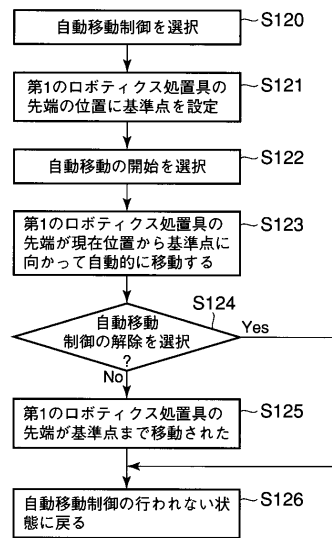 自動移動制御を選択
S120
第1のロボティクス処置具の
先端の位置に基準点を設定
S121
自動移動の開始を選択
S122
第1のロボティクス処置具の
先端が現在位置から基準点に
向かって自動的に移動する
S123
自動移動
制御の解除を選択
?
S124
Yes
No
第1のロボティクス処置具の
先端が基準点まで移動された
S125
自動移動制御の行われない状
態に戻る
S126